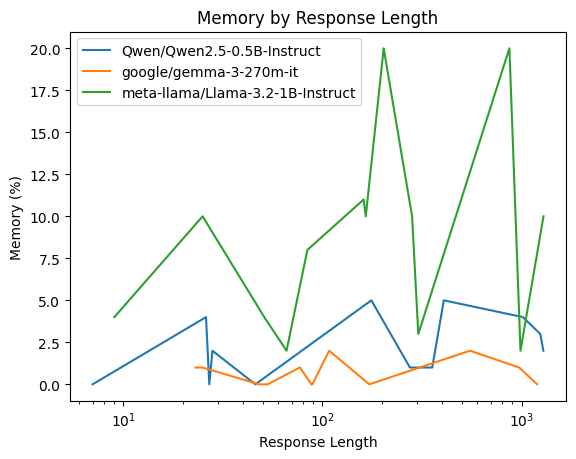 Memory by Response Length
Qwen/Qwen2.5-0.5B-Instruct
google/gemma-3-270m-it
meta-llama/Llama-3.2-1B-Instruct
Memory (%)
20.0
17.5
15.0
12.5
10.0
7.5
5.0
2.5
0.0
10¹ 10² 10³
Response Length